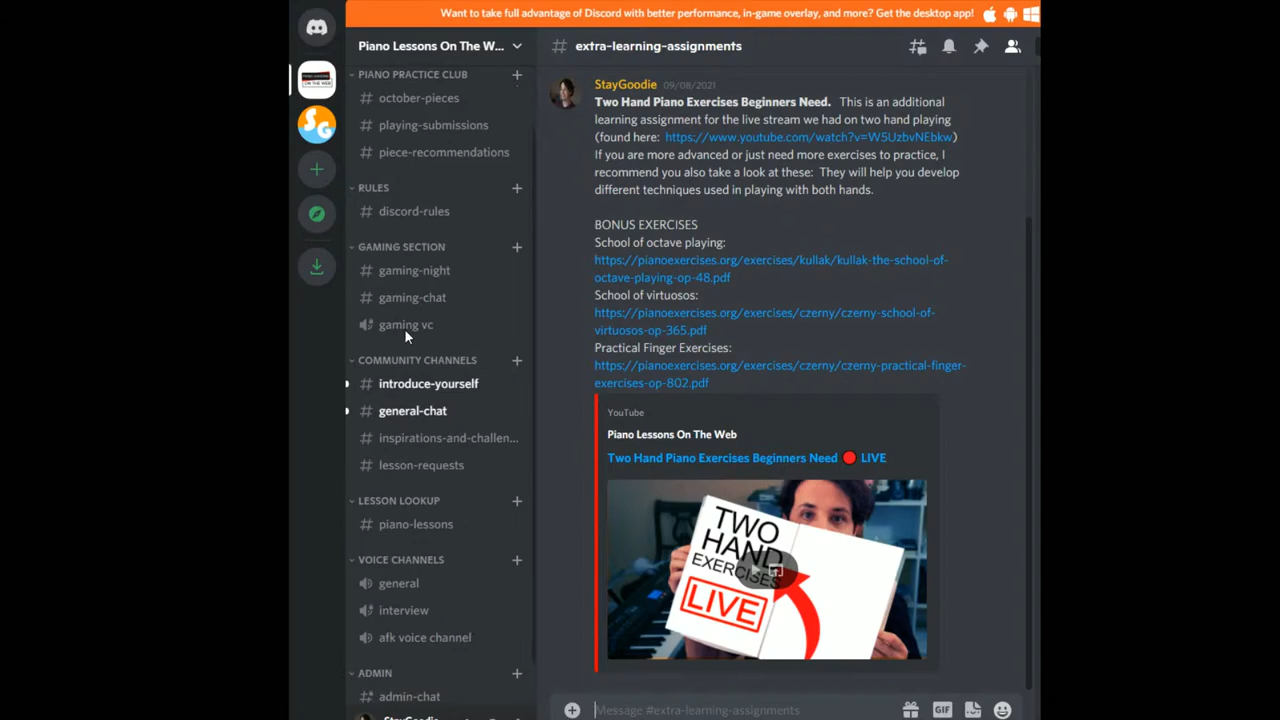 Want to take full advantage of Discord with better performance, in-game overlay, and more? Get the desktop app!
Piano Lessons On The W...
PIANO PRACTICE CLUB
october-pieces
playing-submissions
piece-recommendations
RULES
discord-rules
GAMING SECTION
gaming-night
gaming-chat
gaming vc
COMMUNITY CHANNELS
introduce-yourself
general-chat
inspirations-and-challen...
lesson-requests
LESSON LOOKUP
piano-lessons
VOICE CHANNELS
general
interview
afk voice channel
ADMIN
admin-chat
StayGoodie
SG
# extra-learning-assignments
StayGoodie 09/08/2021
Two Hand Piano Exercises Beginners Need. This is an additional
learning assignment for the live stream we had on two hand playing
(found here: https://www.youtube.com/watch?v=W5UzbvNEbkw)
If you are more advanced or just need more exercises to practice, I
recommend you also take a look at these: They will help you develop
different techniques used in playing with both hands.
BONUS EXERCISES
School of octave playing:
https://pianoexercises.org/exercises/kullak/kullak-the-school-of-
octave-playing-op-48.pdf
School of virtuosos:
https://pianoexercises.org/exercises/czerny/czerny-school-of-
virtuosos-op-365.pdf
Practical Finger Exercises:
https://pianoexercises.org/exercises/czerny/czerny-practical-finger-
exercises-op-802.pdf
YouTube
Piano Lessons On The Web
Two Hand Piano Exercises Beginners Need 🔴 LIVE
TWO
HAND
EXERCISES
LIVE
Message #extra-learning-assignments
GIF